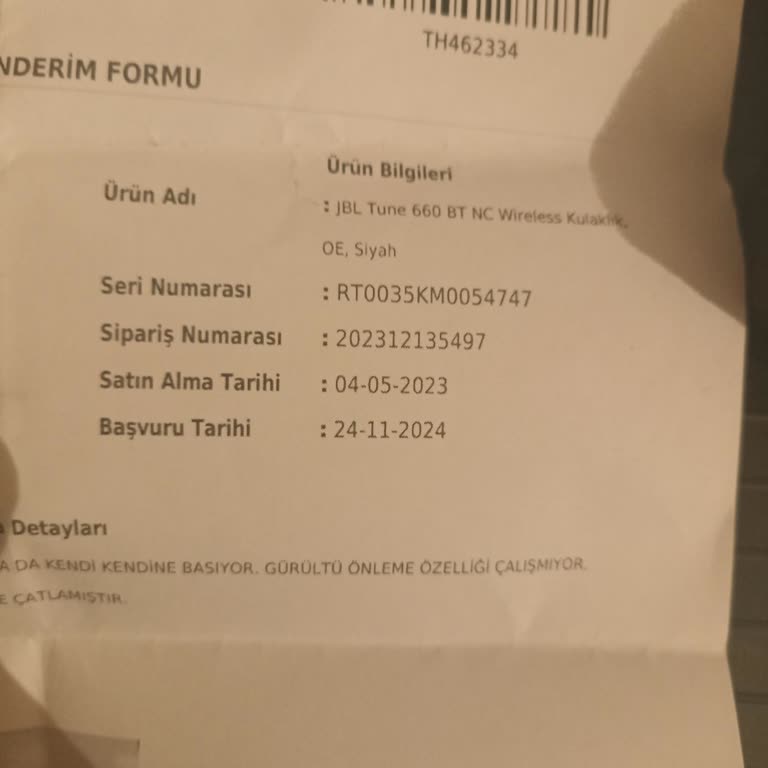 TH462334
NDERİM FORMU
Ürün Bilgileri
Ürün Adı : JBL Tune 660 BT NC Wireless Kulaklık,
OE, Siyah
Seri Numarası : RT0035KM0054747
Sipariş Numarası : 202312135497
Satın Alma Tarihi : 04-05-2023
Başvuru Tarihi : 24-11-2024
Detayları
DA KENDİ KENDİNE BASIYOR. GÜRÜLTÜ ÖNLEME ÖZELLİĞİ ÇALIŞMIYOR.
E ÇATLAMIŞTIR.